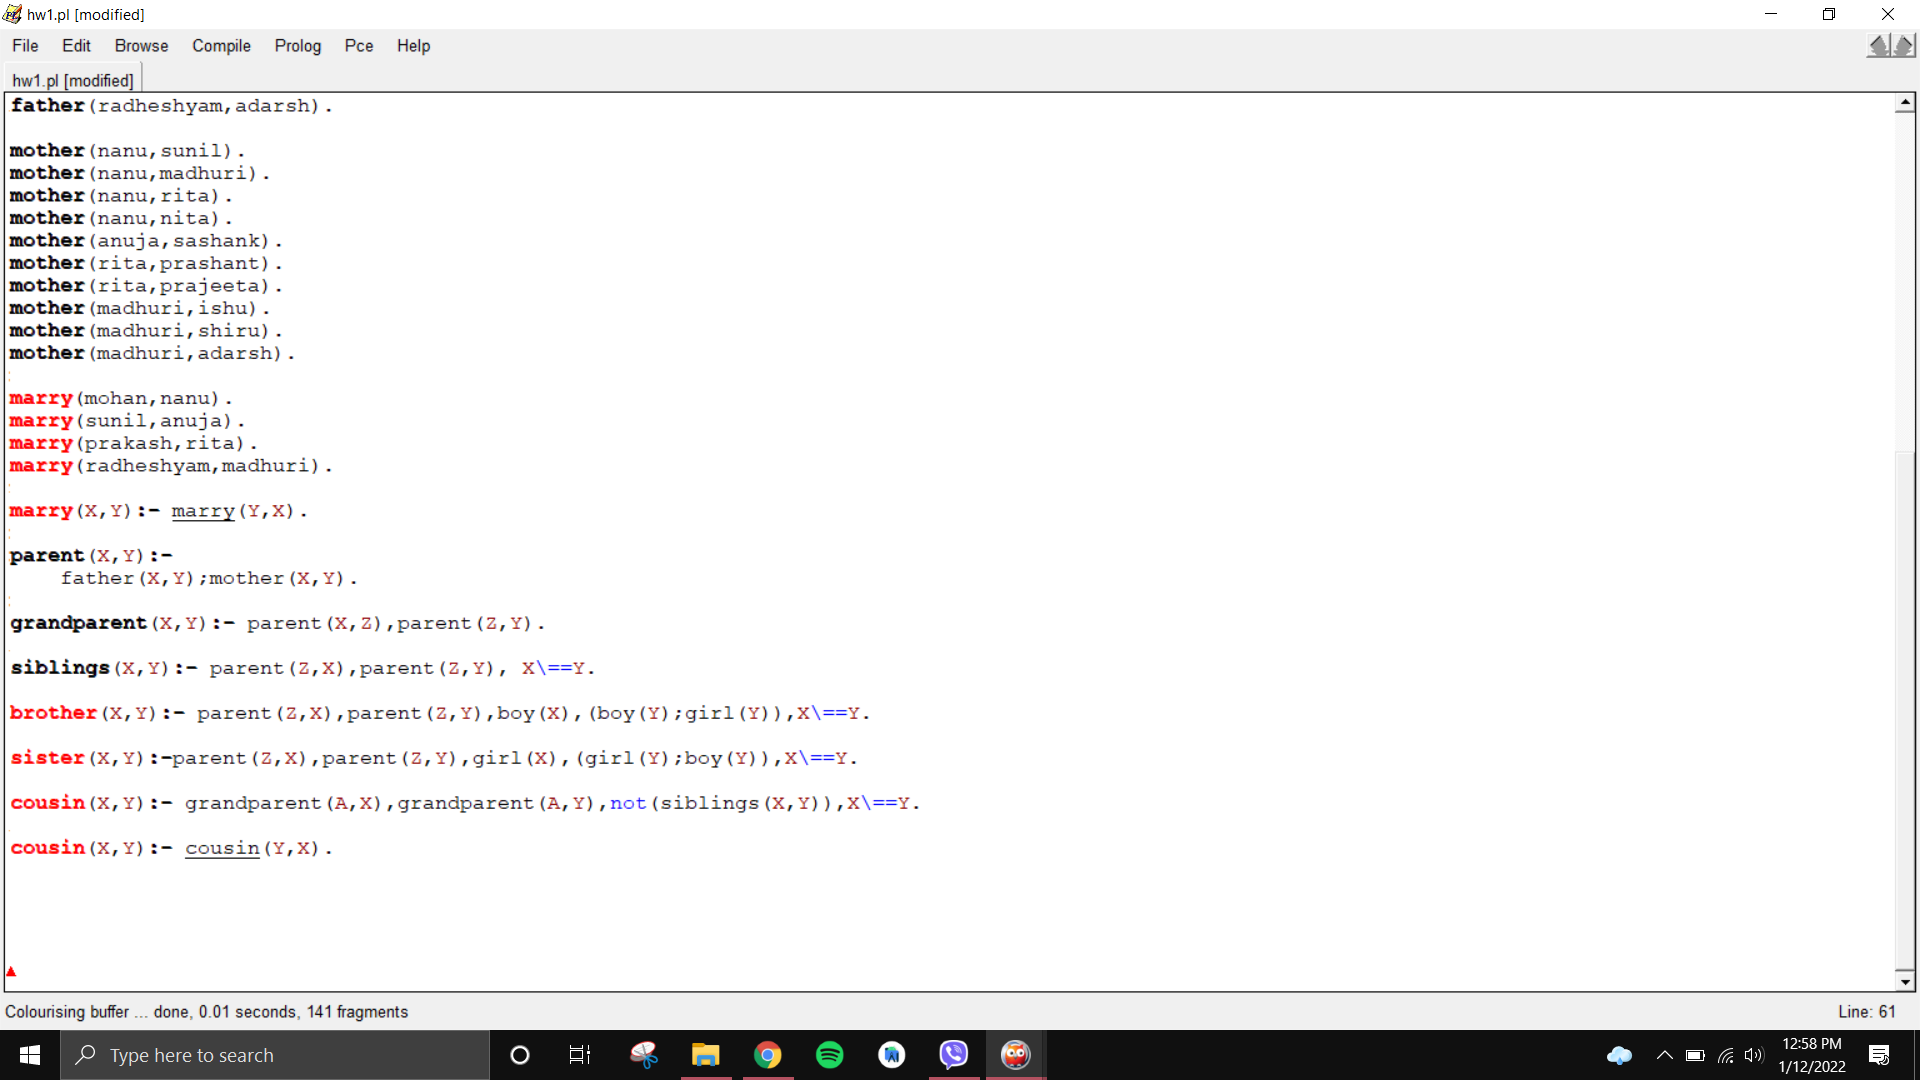 hw1.pl [modified]
File Edit Browse Compile Prolog Pce Help
hw1.pl [modified]
father(radheshyam,adarsh).
mother(nanu,sunil).
mother(nanu,madhuri).
mother(nanu,rita).
mother(nanu,nita).
mother(anuja,sashank).
mother(rita,prashant).
mother(rita,prajeeta).
mother(madhuri,ishu).
mother(madhuri,shiru).
mother(madhuri,adarsh).
marry(mohan,nanu).
marry(sunil,anuja).
marry(prakash,rita).
marry(radheshyam,madhuri).
marry(X,Y):- marry(Y,X).
parent(X,Y):-
    father(X,Y);mother(X,Y).
grandparent(X,Y):- parent(X,Z),parent(Z,Y).
siblings(X,Y):- parent(Z,X),parent(Z,Y), X\==Y.
brother(X,Y):- parent(Z,X),parent(Z,Y),boy(X),(boy(Y);girl(Y)),X\==Y.
sister(X,Y):-parent(Z,X),parent(Z,Y),girl(X),(girl(Y);boy(Y)),X\==Y.
cousin(X,Y):- grandparent(A,X),grandparent(A,Y),not(siblings(X,Y)),X\==Y.
cousin(X,Y):- cousin(Y,X).
Colourising buffer ... done, 0.01 seconds, 141 fragments
Line: 61
Type here to search
12:58 PM
1/12/2022